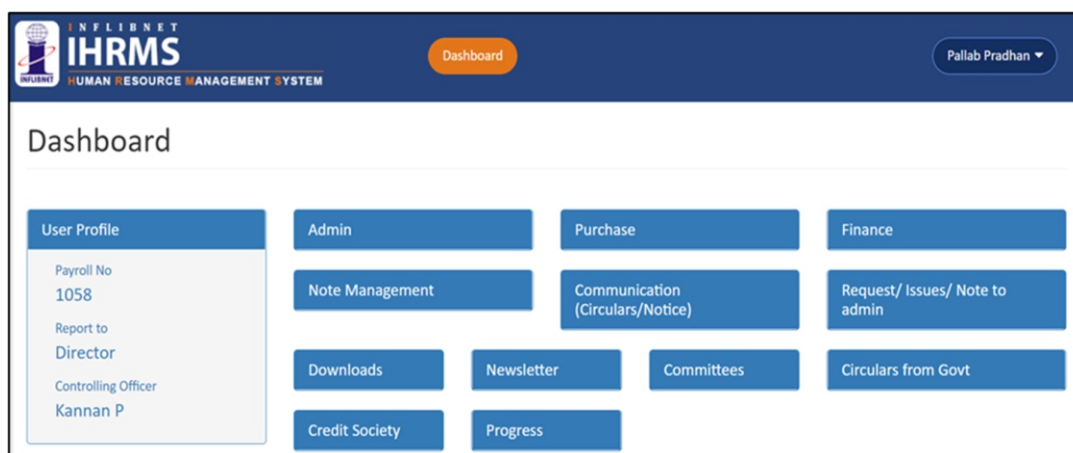 INFLIBNET
IHRMS
HUMAN RESOURCE MANAGEMENT SYSTEM
INFLIBNET
Dashboard
Pallab Pradhan
Dashboard
User Profile
Payroll No
1058
Report to
Director
Controlling Officer
Kannan P
Admin
Purchase
Finance
Note Management
Communication
(Circulars/Notice)
Request/ Issues/ Note to
admin
Downloads
Newsletter
Committees
Circulars from Govt
Credit Society
Progress